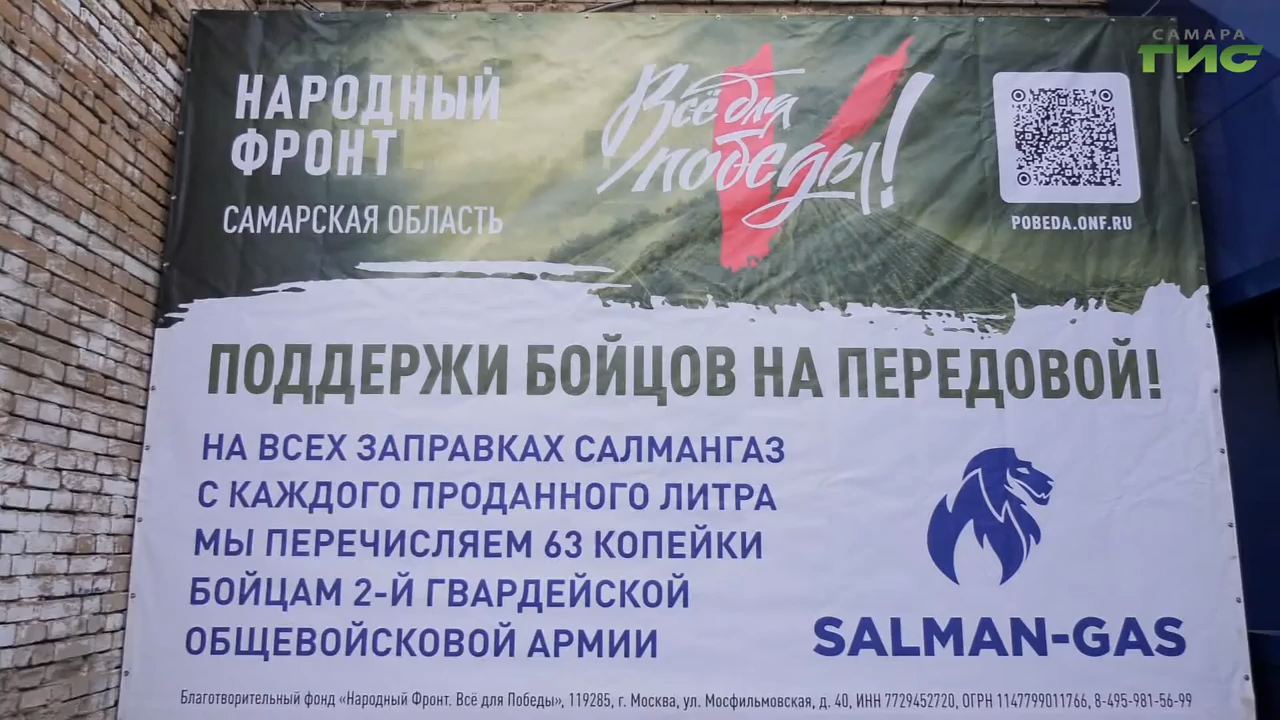 САМАРА
ГИС
НАРОДНЫЙ
ФРОНТ
САМАРСКАЯ ОБЛАСТЬ
Всё для
победы!
POBEDA.ONF.RU
ПОДДЕРЖИ БОЙЦОВ НА ПЕРЕДОВОЙ!
НА ВСЕХ ЗАПРАВКАХ САЛМАНГАЗ
С КАЖДОГО ПРОДАННОГО ЛИТРА
МЫ ПЕРЕЧИСЛЯЕМ 63 КОПЕЙКИ
БОЙЦАМ 2-Й ГВАРДЕЙСКОЙ
ОБЩЕВОЙСКОВОЙ АРМИИ
SALMAN-GAS
Благотворительный фонд «Народный Фронт. Всё для Победы», 119285, г. Москва, ул. Мосфильмовская, д. 40, ИНН 7729452720, ОГРН 1147799011766, 8-495-981-56-99